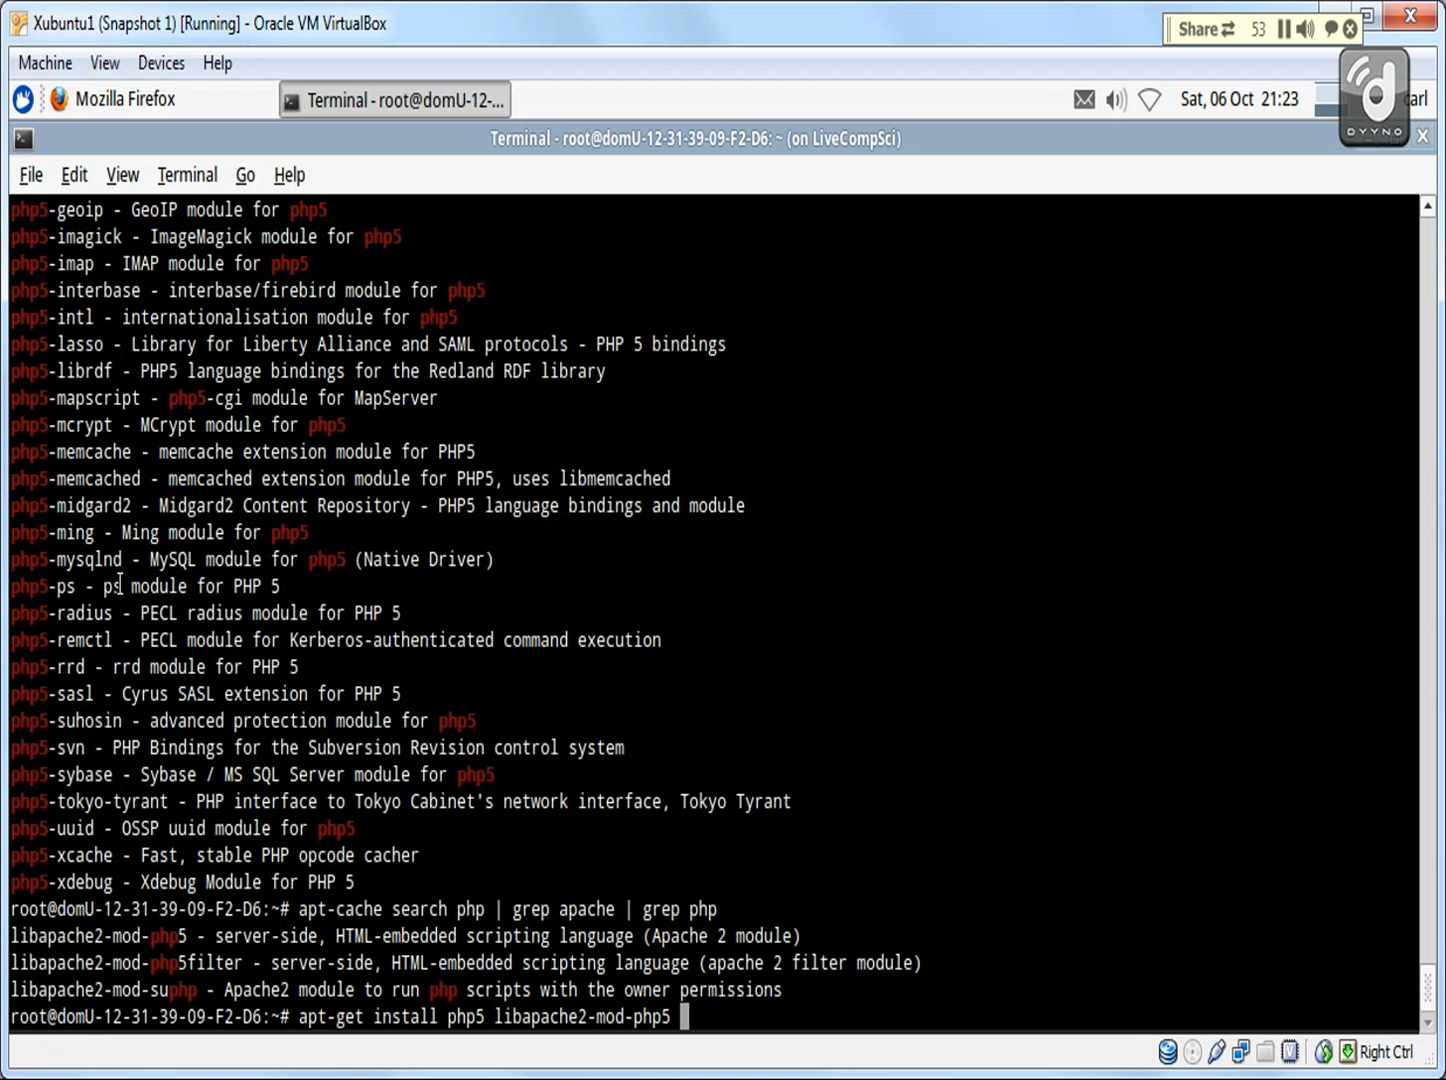 Xubuntu1 (Snapshot 1) [Running] - Oracle VM VirtualBox
Share 53
Machine View Devices Help
Mozilla Firefox
Terminal - root@domU-12-...
Sat, 06 Oct 21:23
carl
DYYNO
Terminal - root@domU-12-31-39-09-F2-D6: ~ (on LiveCompSci)
File Edit View Terminal Go Help
php5-geoip - GeoIP module for php5
php5-imagick - ImageMagick module for php5
php5-imap - IMAP module for php5
php5-interbase - interbase/firebird module for php5
php5-intl - internationalisation module for php5
php5-lasso - Library for Liberty Alliance and SAML protocols - PHP 5 bindings
php5-librdf - PHP5 language bindings for the Redland RDF library
php5-mapscript - php5-cgi module for MapServer
php5-mcrypt - MCrypt module for php5
php5-memcache - memcache extension module for PHP5
php5-memcached - memcached extension module for PHP5, uses libmemcached
php5-midgard2 - Midgard2 Content Repository - PHP5 language bindings and module
php5-ming - Ming module for php5
php5-mysqlnd - MySQL module for php5 (Native Driver)
php5-ps - ps module for PHP 5
php5-radius - PECL radius module for PHP 5
php5-remctl - PECL module for Kerberos-authenticated command execution
php5-rrd - rrd module for PHP 5
php5-sasl - Cyrus SASL extension for PHP 5
php5-suhosin - advanced protection module for php5
php5-svn - PHP Bindings for the Subversion Revision control system
php5-sybase - Sybase / MS SQL Server module for php5
php5-tokyo-tyrant - PHP interface to Tokyo Cabinet's network interface, Tokyo Tyrant
php5-uuid - OSSP uuid module for php5
php5-xcache - Fast, stable PHP opcode cacher
php5-xdebug - Xdebug Module for PHP 5
root@domU-12-31-39-09-F2-D6:~# apt-cache search php | grep apache | grep php
libapache2-mod-php5 - server-side, HTML-embedded scripting language (Apache 2 module)
libapache2-mod-php5filter - server-side, HTML-embedded scripting language (apache 2 filter module)
libapache2-mod-suphp - Apache2 module to run php scripts with the owner permissions
root@domU-12-31-39-09-F2-D6:~# apt-get install php5 libapache2-mod-php5
Right Ctrl